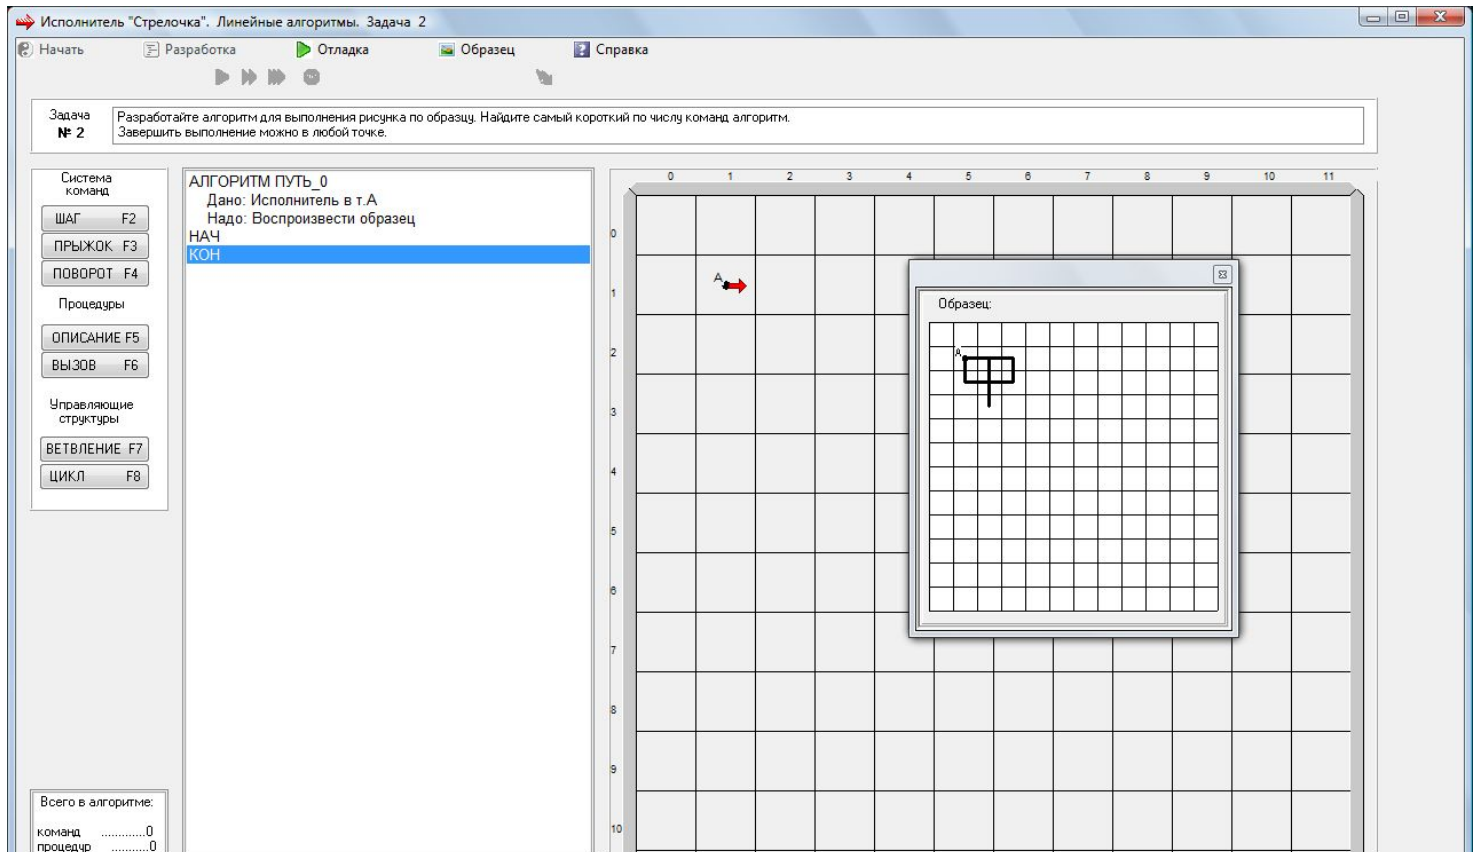 Исполнитель "Стрелочка". Линейные алгоритмы. Задача 2
Начать Разработка Отладка Образец Справка
Задача
№ 2
Разработайте алгоритм для выполнения рисунка по образцу. Найдите самый короткий по числу команд алгоритм.
Завершить выполнение можно в любой точке.
Система
команд
ШАГ F2
ПРЫЖОК F3
ПОВОРОТ F4
Процедуры
ОПИСАНИЕ F5
ВЫЗОВ F6
Управляющие
структуры
ВЕТВЛЕНИЕ F7
ЦИКЛ F8
Всего в алгоритме:
команд ............0
процедур ...........0
АЛГОРИТМ ПУТЬ_0
Дано: Исполнитель в т.А
Надо: Воспроизвести образец
НАЧ
КОН
0 1 2 3 4 5 6 7 8 9 10 11
0
1
2
3
4
5
6
7
8
9
10
А
Образец:
А